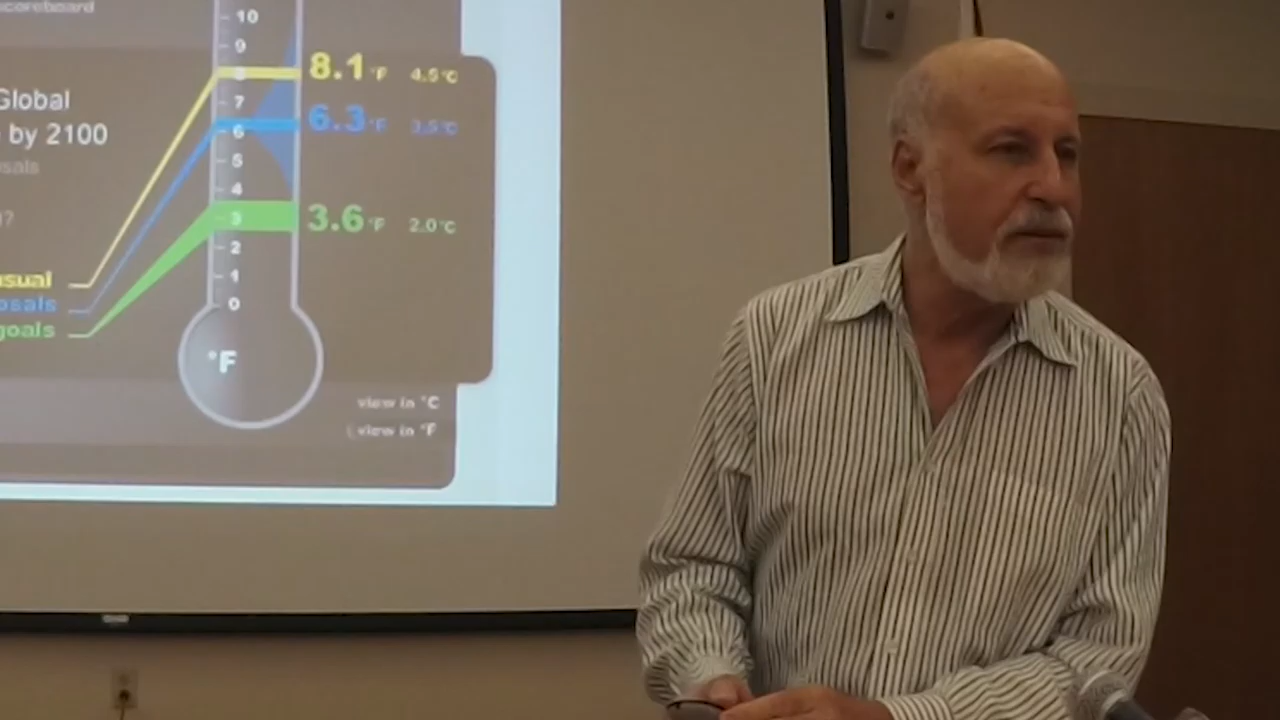 scoreboard
10
9
8.1 °F 4.5°C
8
Global
7
6.3 °F 3.5°C
by 2100
6
5
4
3.6 °F 2.0°C
3
2
usual
1
osals
0
goals
°F
view in °C
view in °F